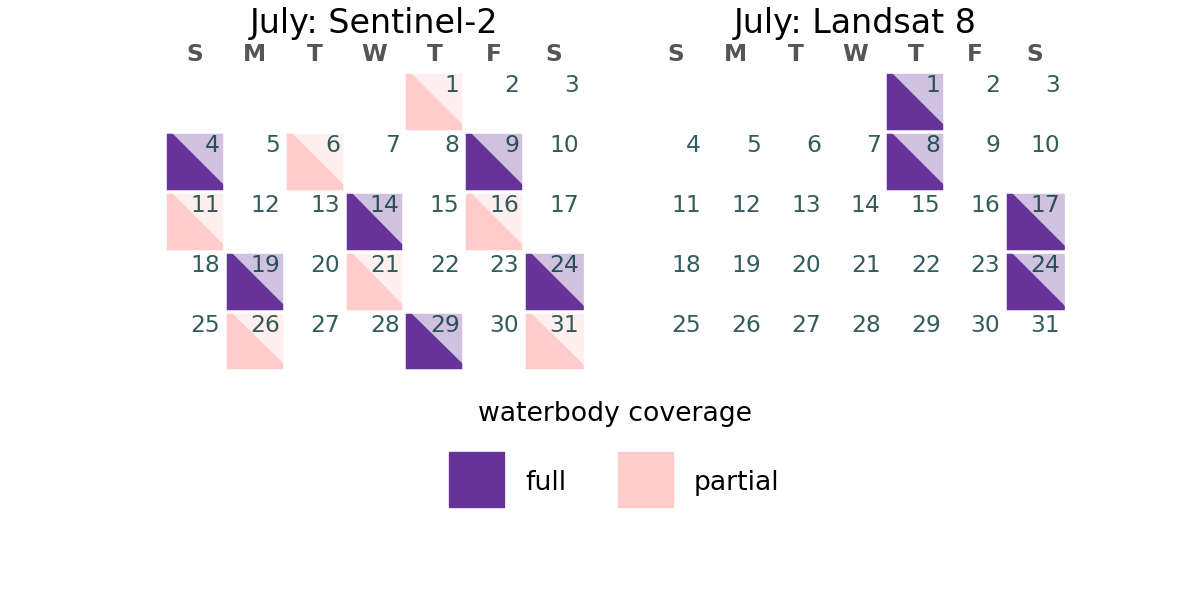 July: Sentinel-2
S M T W T F S
1 2 3
4 5 6 7 8 9 10
11 12 13 14 15 16 17
18 19 20 21 22 23 24
25 26 27 28 29 30 31
July: Landsat 8
S M T W T F S
1 2 3
4 5 6 7 8 9 10
11 12 13 14 15 16 17
18 19 20 21 22 23 24
25 26 27 28 29 30 31
waterbody coverage
full partial